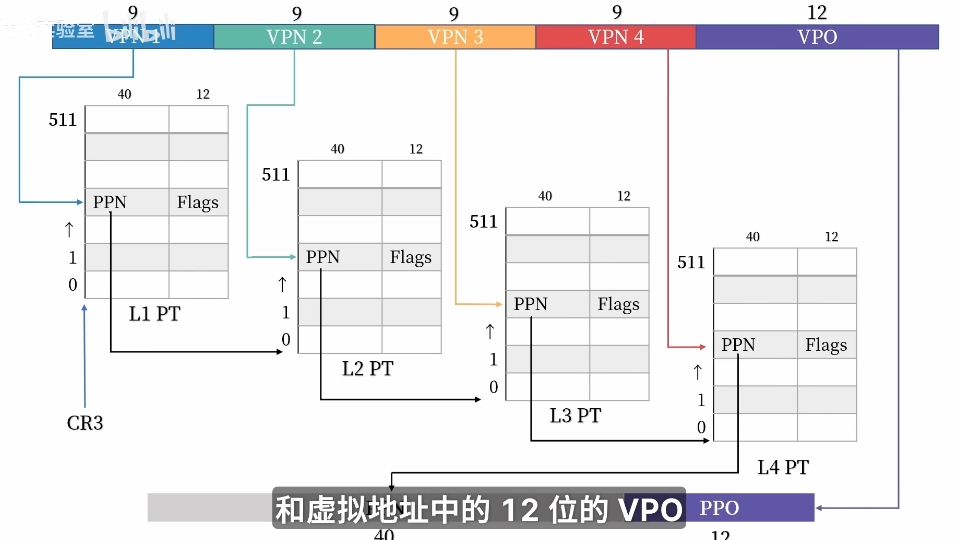 9 9 9 9 12
验室 bilibili
VPN 1 VPN 2 VPN 3 VPN 4 VPO
40 12
511
PPN Flags
↑
1
0
L1 PT
CR3
40 12
511
PPN Flags
↑
1
0
L2 PT
40 12
511
PPN Flags
↑
1
0
L3 PT
40 12
511
PPN Flags
↑
1
0
L4 PT
PPO
和虚拟地址中的 12 位的 VPO
40 12